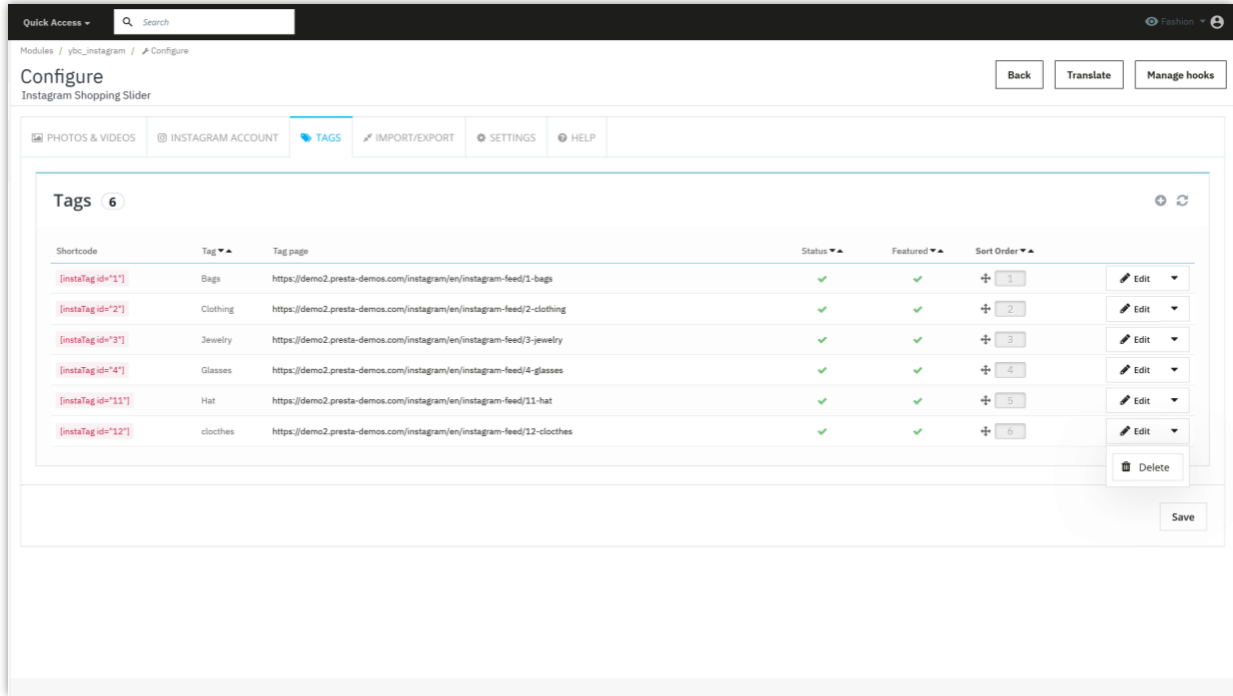 Quick Access Search Fashion
Modules / ybc_instagram / Configure
Configure
Instagram Shopping Slider
Back Translate Manage hooks
PHOTOS & VIDEOS INSTAGRAM ACCOUNT TAGS IMPORT/EXPORT SETTINGS HELP
Tags 6
Shortcode Tag Tag page Status Featured Sort Order
[instaTag id="1"] Bags https://demo2.presta-demos.com/instagram/en/instagram-feed/1-bags 1 Edit
[instaTag id="2"] Clothing https://demo2.presta-demos.com/instagram/en/instagram-feed/2-clothing 2 Edit
[instaTag id="3"] Jewelry https://demo2.presta-demos.com/instagram/en/instagram-feed/3-jewelry 3 Edit
[instaTag id="4"] Glasses https://demo2.presta-demos.com/instagram/en/instagram-feed/4-glasses 4 Edit
[instaTag id="11"] Hat https://demo2.presta-demos.com/instagram/en/instagram-feed/11-hat 5 Edit
[instaTag id="12"] clocthes https://demo2.presta-demos.com/instagram/en/instagram-feed/12-clocthes 6 Edit
Delete
Save